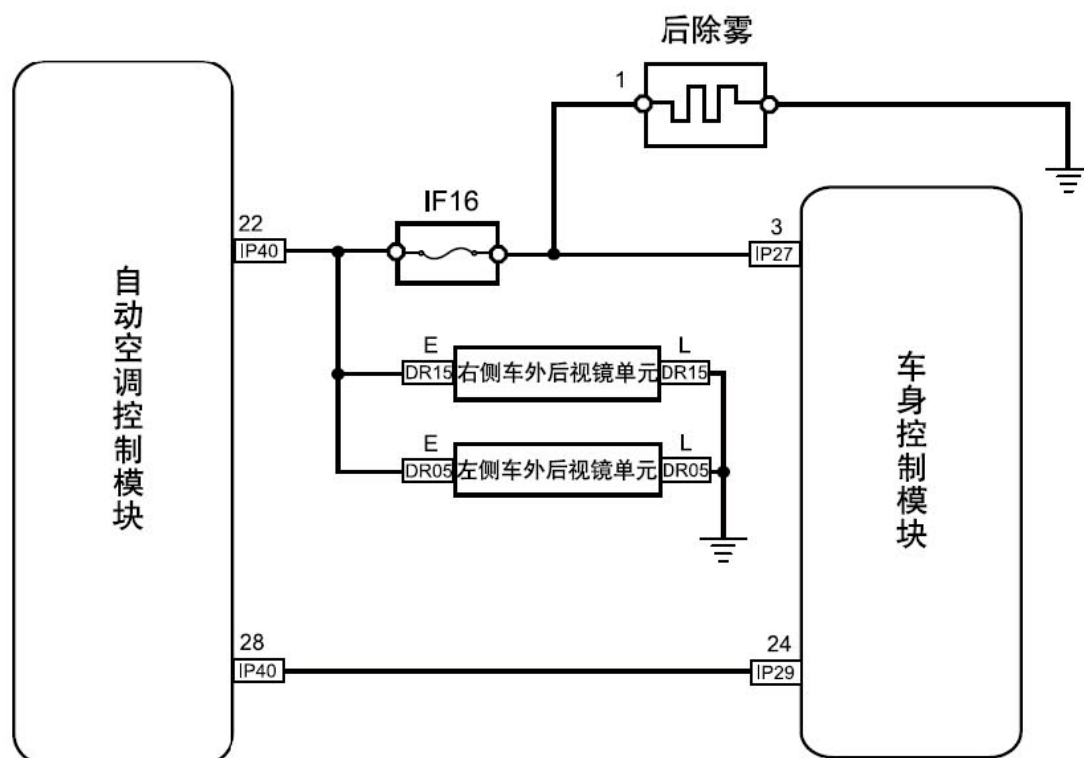 后除雾
1
IF16
22
IP40
3
IP27
自动空调控制模块
E
L
DR15
右侧车外后视镜单元
DR15
车身控制模块
E
L
DR05
左侧车外后视镜单元
DR05
28
IP40
24
IP29